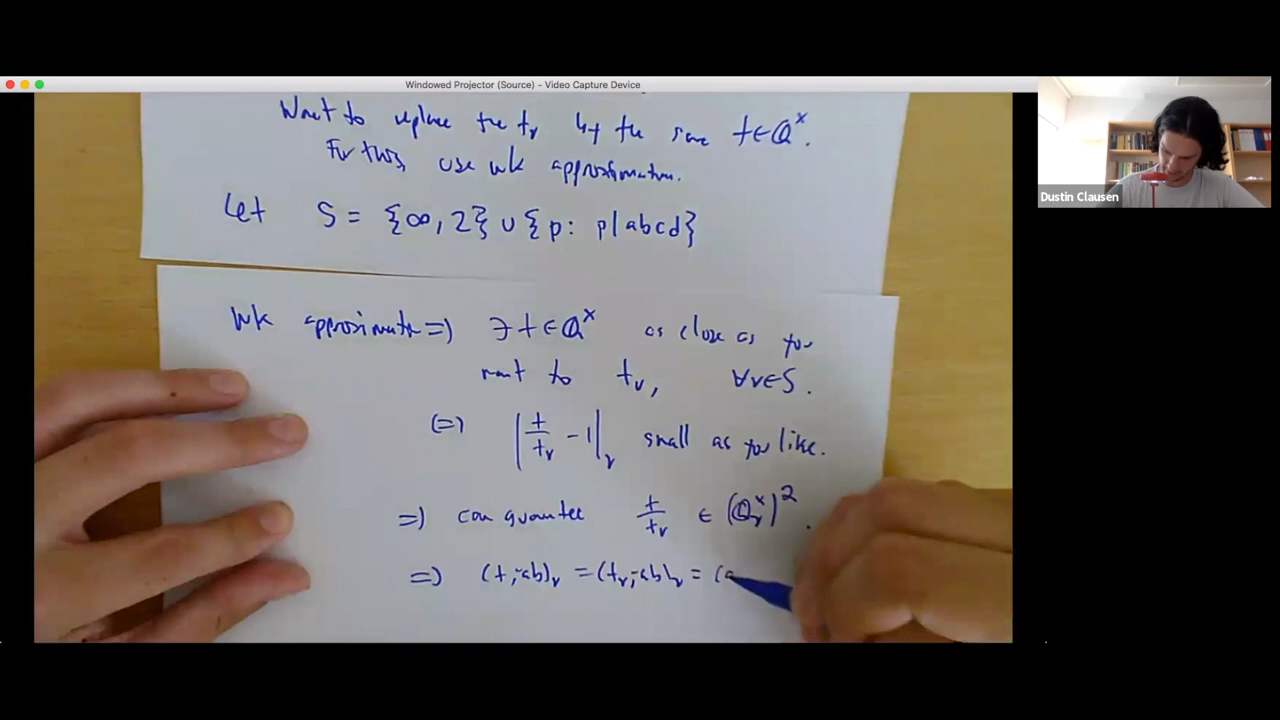 Windowed Projector (Source) - Video Capture Device
Want to replace the t_v by the same t∈Q^×.
For this, use wk approximation.
Let S = {∞, 2} ∪ {p: p|abcd}
Dustin Clausen
Wk approximation ⇒ ∃ t∈Q^× as close as you
want to t_v, ∀v∈S.
⇔ |t/t_v - 1|_v small as you like.
⇒ can guarantee t/t_v ∈ (Q_v^×)^2.
⇒ (t,-ab)_v = (t_v,-ab)_v = (a